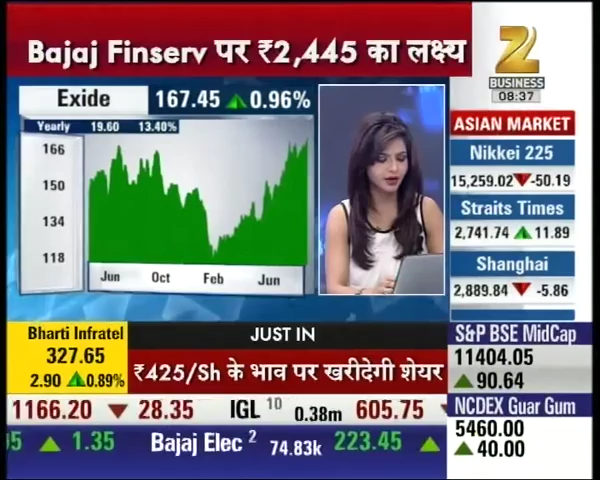 Bajaj Finserv पर ₹2,445 का लक्ष्य
Z
BUSINESS
08:37
Exide 167.45 0.96%
Yearly 19.60 13.40%
166
150
134
118
Jun Oct Feb Jun
ASIAN MARKET
Nikkei 225
15,259.02 -50.19
Straits Times
2,741.74 11.89
Shanghai
2,889.84 -5.86
Bharti Infratel
327.65
2.90 0.89%
JUST IN
₹425/Sh के भाव पर खरीदेगी शेयर
S&P BSE MidCap
11404.05
90.64
NCDEX Guar Gum
5460.00
40.00
1166.20 28.35 IGL 10 0.38m 605.75
5 1.35 Bajaj Elec 2 74.83k 223.45